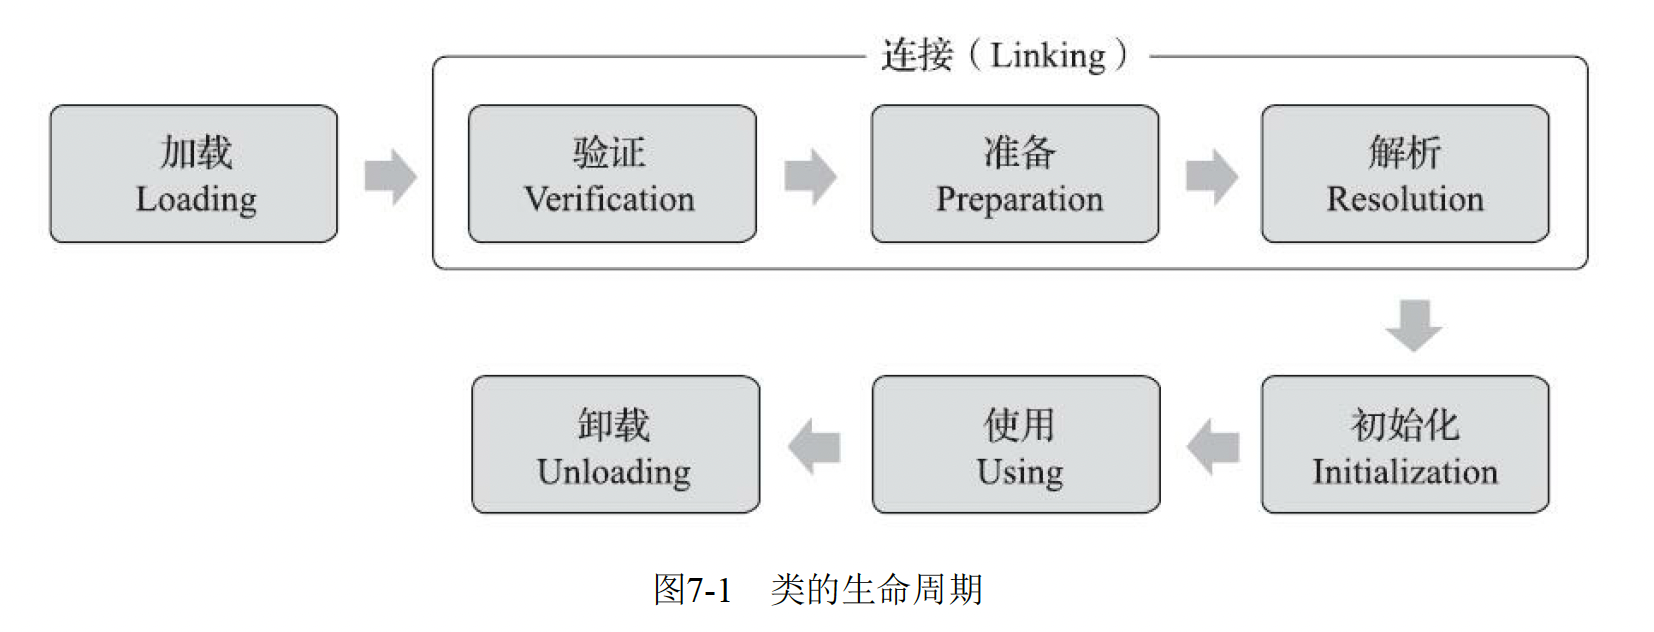 连接（Linking）
加载
Loading
验证
Verification
准备
Preparation
解析
Resolution
卸载
Unloading
使用
Using
初始化
Initialization
图7-1 类的生命周期